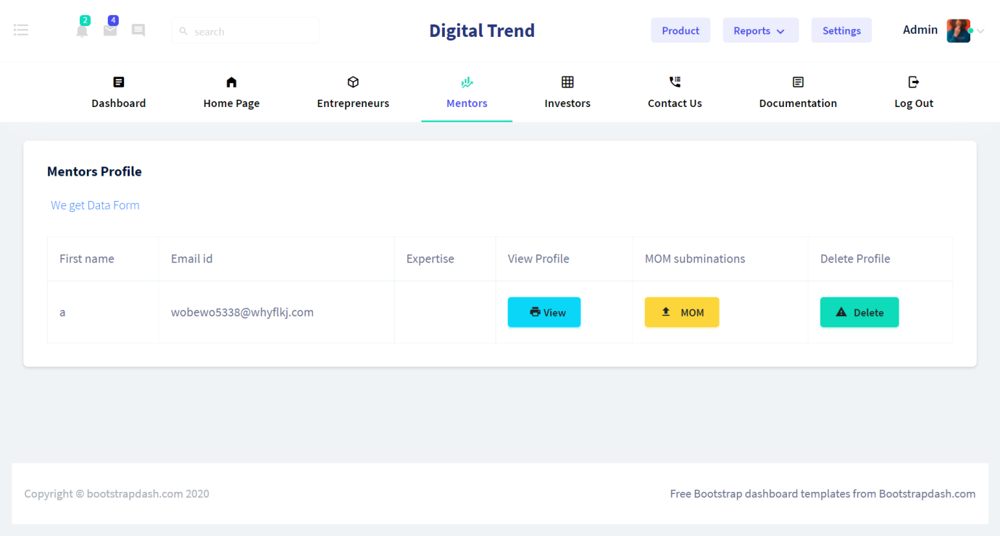 2 4
search
Digital Trend
Product Reports Settings Admin
Dashboard Home Page Entrepreneurs Mentors Investors Contact Us Documentation Log Out
Mentors Profile
We get Data Form
First name Email id Expertise View Profile MOM subminations Delete Profile
a wobewo5338@whyflkj.com View MOM Delete
Copyright © bootstrapdash.com 2020 Free Bootstrap dashboard templates from Bootstrapdash.com